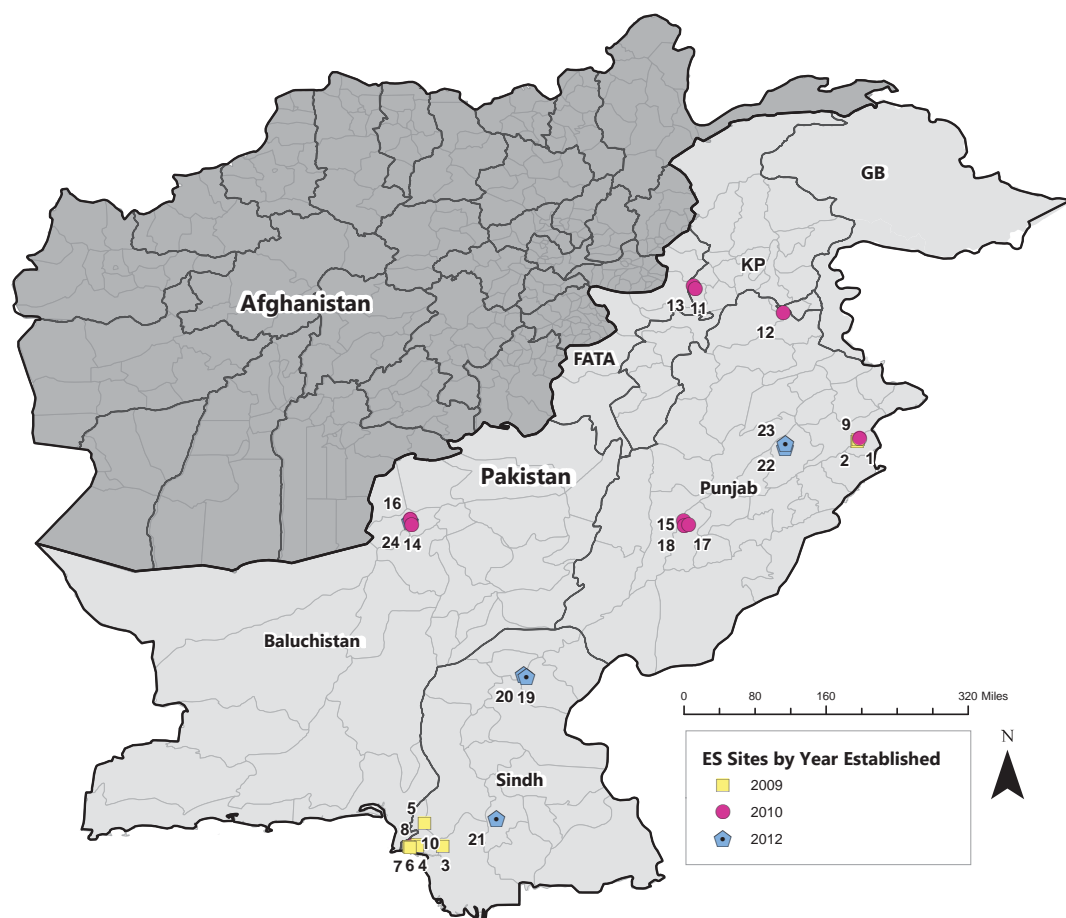 GB
KP
Afghanistan
13 11
12
FATA
23
9
22
2 1
Pakistan
Punjab
16
15
24 14
18 17
Baluchistan
20 19
0 80 160 320 Miles
N
ES Sites by Year Established
Sindh
2009
5
2010
8
10
21
2012
7 6 4 3